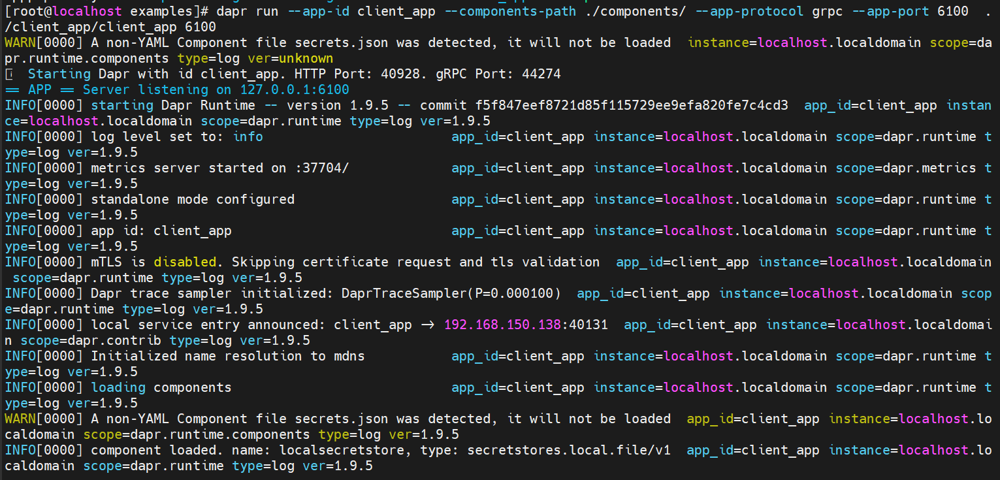 [root@localhost examples]# dapr run --app-id client_app --components-path ./components/ --app-protocol grpc --app-port 6100  .
/client_app/client_app 6100
WARN[0000] A non-YAML Component file secrets.json was detected, it will not be loaded  instance=localhost.localdomain scope=da
pr.runtime.components type=log ver=unknown
Starting Dapr with id client_app. HTTP Port: 40928. gRPC Port: 44274
== APP == Server listening on 127.0.0.1:6100
INFO[0000] starting Dapr Runtime -- version 1.9.5 -- commit f5f847eef8721d85f115729ee9efa820fe7c4cd3  app_id=client_app instan
ce=localhost.localdomain scope=dapr.runtime type=log ver=1.9.5
INFO[0000] log level set to: info                        app_id=client_app instance=localhost.localdomain scope=dapr.runtime t
ype=log ver=1.9.5
INFO[0000] metrics server started on :37704/             app_id=client_app instance=localhost.localdomain scope=dapr.metrics t
ype=log ver=1.9.5
INFO[0000] standalone mode configured                    app_id=client_app instance=localhost.localdomain scope=dapr.runtime t
ype=log ver=1.9.5
INFO[0000] app id: client_app                            app_id=client_app instance=localhost.localdomain scope=dapr.runtime t
ype=log ver=1.9.5
INFO[0000] mTLS is disabled. Skipping certificate request and tls validation  app_id=client_app instance=localhost.localdomain
 scope=dapr.runtime type=log ver=1.9.5
INFO[0000] Dapr trace sampler initialized: DaprTraceSampler(P=0.000100)  app_id=client_app instance=localhost.localdomain scop
e=dapr.runtime type=log ver=1.9.5
INFO[0000] local service entry announced: client_app -> 192.168.150.138:40131  app_id=client_app instance=localhost.localdomai
n scope=dapr.contrib type=log ver=1.9.5
INFO[0000] Initialized name resolution to mdns           app_id=client_app instance=localhost.localdomain scope=dapr.runtime t
ype=log ver=1.9.5
INFO[0000] loading components                            app_id=client_app instance=localhost.localdomain scope=dapr.runtime t
ype=log ver=1.9.5
WARN[0000] A non-YAML Component file secrets.json was detected, it will not be loaded  app_id=client_app instance=localhost.lo
caldomain scope=dapr.runtime.components type=log ver=1.9.5
INFO[0000] component loaded. name: localsecretstore, type: secretstores.local.file/v1  app_id=client_app instance=localhost.lo
caldomain scope=dapr.runtime type=log ver=1.9.5